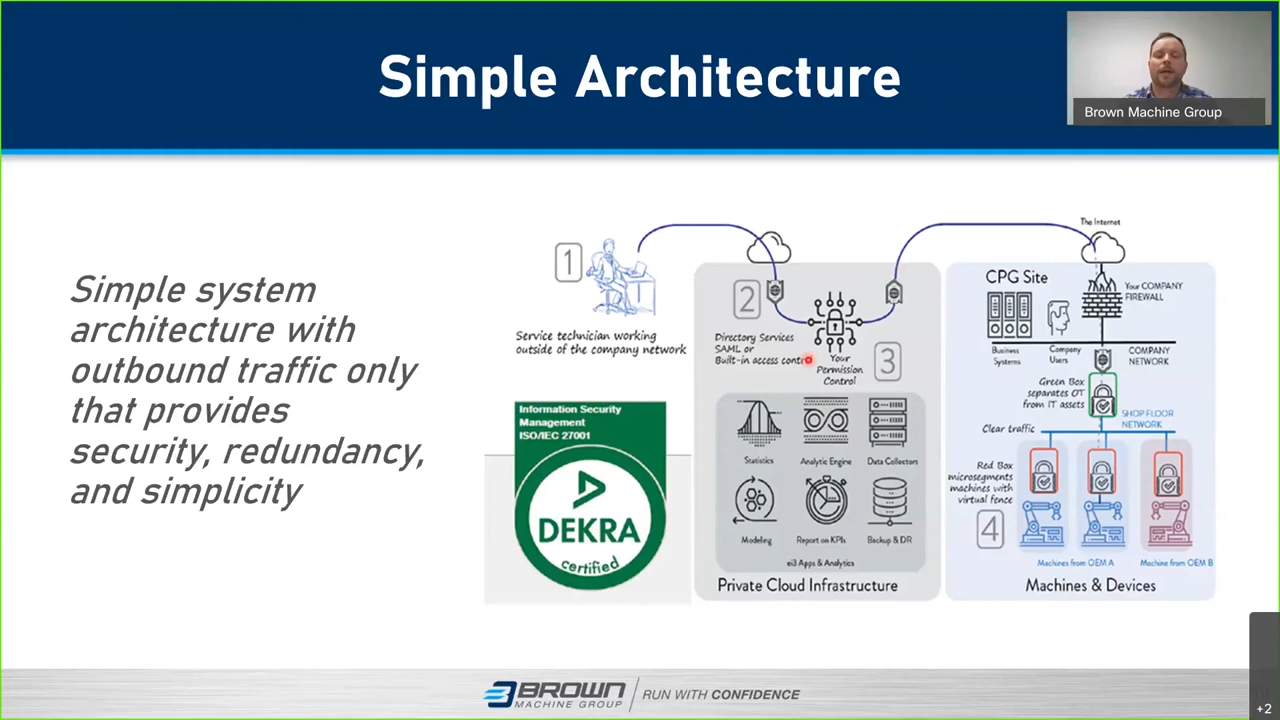 Simple Architecture
Brown Machine Group
Simple system
architecture with
outbound traffic only
that provides
security, redundancy,
and simplicity
1
Service technician working
outside of the company network
Information Security
Management
ISO/IEC 27001
DEKRA
certified
2
Directory Services
SAML or
Built-in access control
Your
Permission
Control
3
Statistics
Analytic Engine
Data Collectors
Modeling
Report on KPIs
Backup & DR
ei3 Apps & Analytics
Private Cloud Infrastructure
The Internet
CPG Site
Your COMPANY
FIREWALL
Business
Systems
Company
Users
COMPANY
NETWORK
Green Box
separates OT
from IT assets
SHOP FLOOR
NETWORK
Clear traffic
Red Box
microsegments
machines with
virtual fence
4
Machines from OEM A
Machine from OEM B
Machines & Devices
BROWN
MACHINE GROUP
RUN WITH CONFIDENCE
+2